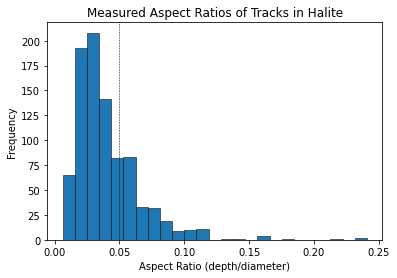 Measured Aspect Ratios of Tracks in Halite
Frequency
200
175
150
125
100
75
50
25
0
0.00 0.05 0.10 0.15 0.20 0.25
Aspect Ratio (depth/diameter)